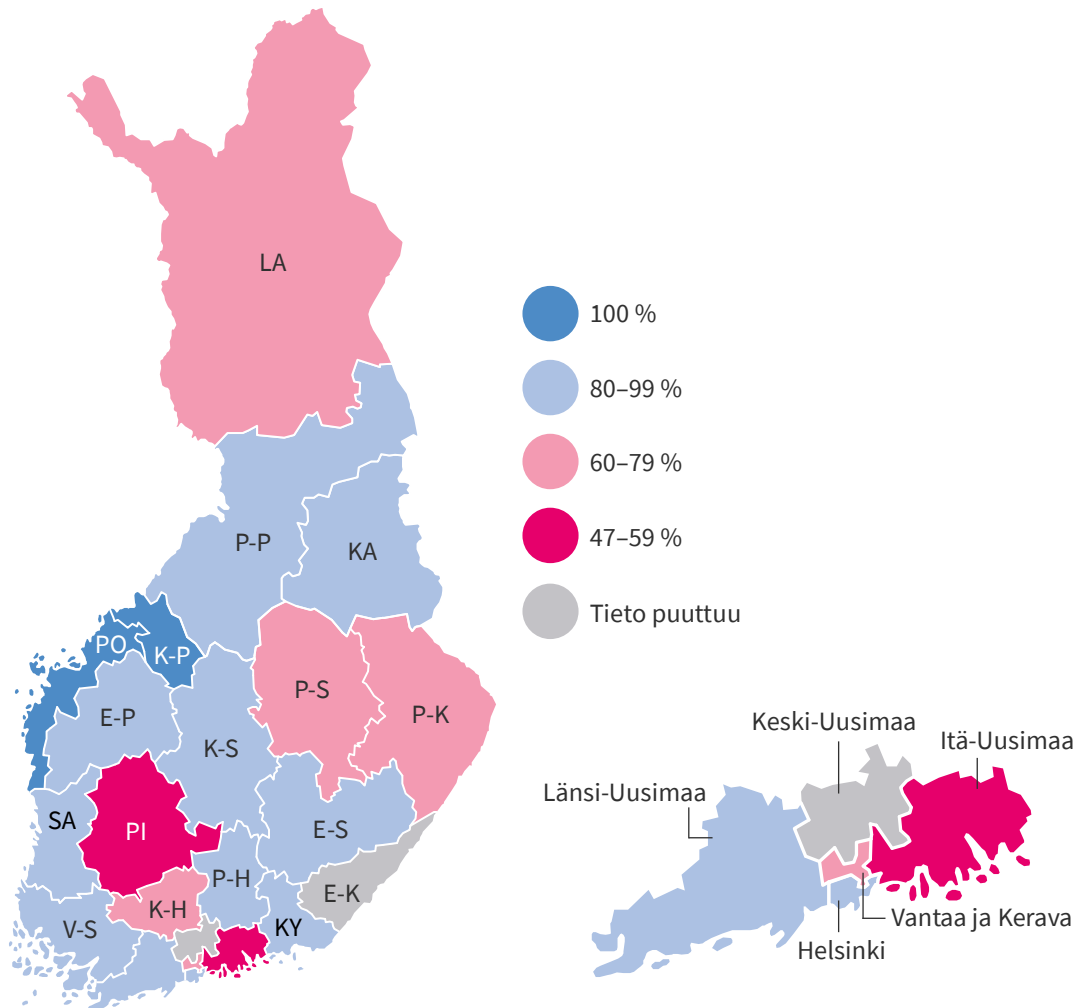 LA
P-P
KA
PO
K-P
E-P
P-S
P-K
K-S
SA
PI
E-S
P-H
E-K
K-H
V-S
KY
100 %
80–99 %
60–79 %
47–59 %
Tieto puuttuu
Keski-Uusimaa
Itä-Uusimaa
Länsi-Uusimaa
Vantaa ja Kerava
Helsinki